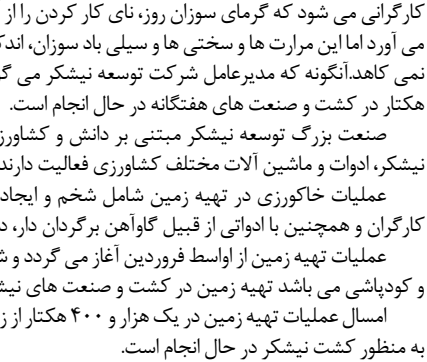 کارگرانی می شود که گرمای سوزان روز، نای کار کردن را از
می آورد اما این مرارت ها و سختی ها و سیلی باد سوزان،
نمی کاهد.آنگونه که مدیرعامل شرکت توسعه نیشکر می
هکتار در کشت و صنعت های هفتگانه در حال انجام است.
صنعت بزرگ توسعه نیشکر مبتنی بر دانش و
نیشکر، ادوات و ماشین آلات مختلف کشاورزی فعالیت دارند
عملیات خاکورزی در تهیه زمین شامل شخم و ایجاد
کارگران و همچنین با ادواتی از قبیل گاوآهن برگردان دار،
عملیات تهیه زمین از اواسط فروردین آغاز می گردد و
و کودپاشی می باشد تهیه زمین در کشت و صنعت های
امسال عملیات تهیه زمین در یک هزار و ۴۰۰ هکتار از
به منظور کشت نیشکر در حال انجام است.